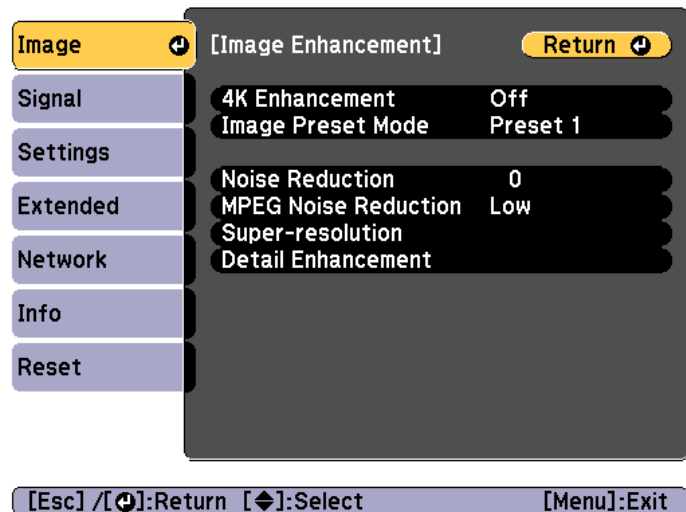 Image
[Image Enhancement]
Return
Signal
Settings
Extended
Network
Info
Reset
4K Enhancement Off
Image Preset Mode Preset 1
Noise Reduction 0
MPEG Noise Reduction Low
Super-resolution
Detail Enhancement
[Esc] /[⏎]:Return [◆]:Select [Menu]:Exit